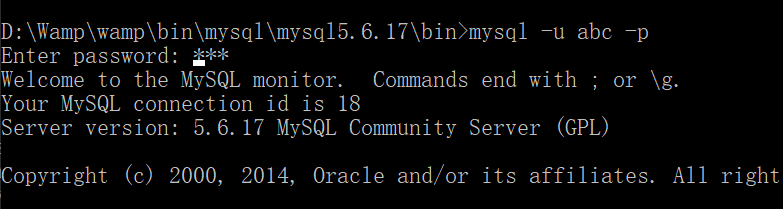 D:\Wamp\wamp\bin\mysql\mysql5.6.17\bin>mysql -u abc -p
Enter password: ***
Welcome to the MySQL monitor.  Commands end with ; or \g.
Your MySQL connection id is 18
Server version: 5.6.17 MySQL Community Server (GPL)
Copyright (c) 2000, 2014, Oracle and/or its affiliates. All right